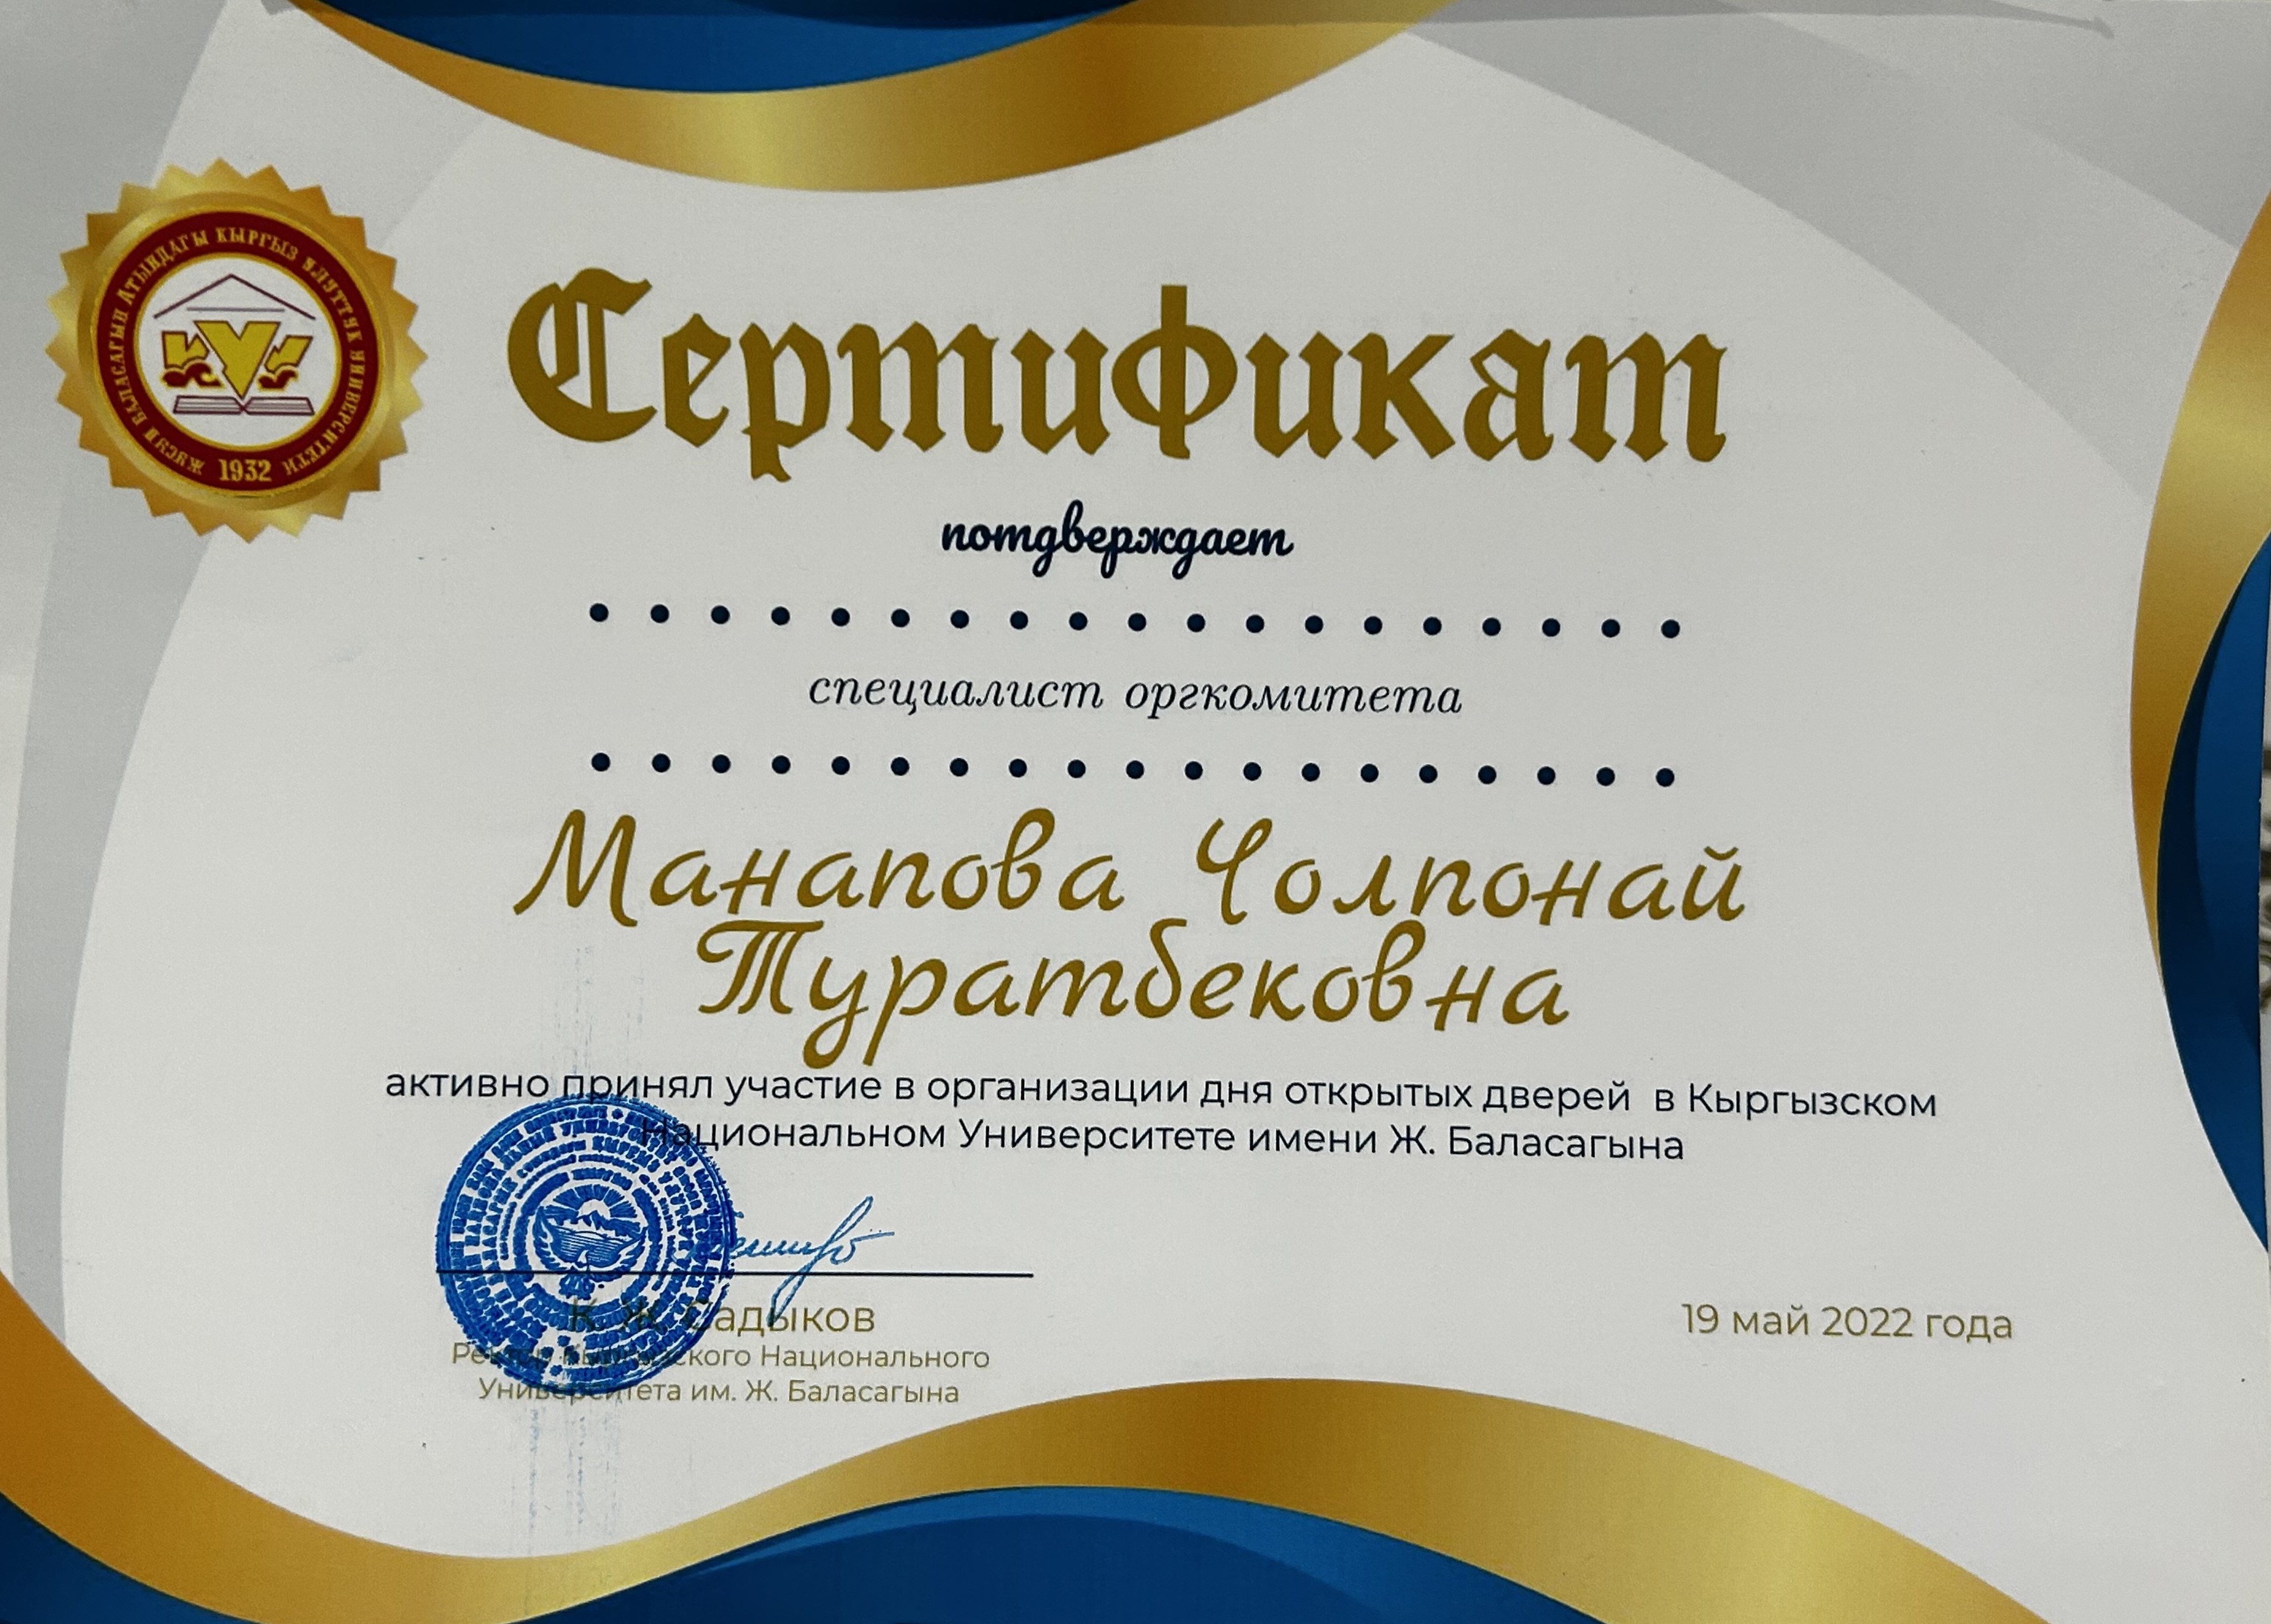 ЖУСУП БАЛАСАГЫН АТЫНДАГЫ КЫРГЫЗ УЛУТТУК УНИВЕРСИТЕТИ
1932
Сертификат
потдверждает
специалист оргкомитета
Манапова Чолпонай
Туратбековна
активно принял участие в организации дня открытых дверей в Кыргызском
Национальном Университете имени Ж. Баласагына
К. Ж. Садыков
Ректор Кыргызского Национального
Университета им. Ж. Баласагына
19 май 2022 года